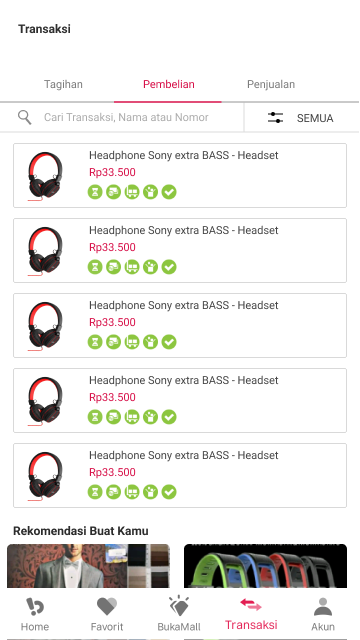 Transaksi
Tagihan
Pembelian
Penjualan
Cari Transaksi, Nama atau Nomor
SEMUA
Headphone Sony extra BASS - Headset
Rp33.500
Headphone Sony extra BASS - Headset
Rp33.500
Headphone Sony extra BASS - Headset
Rp33.500
Headphone Sony extra BASS - Headset
Rp33.500
Headphone Sony extra BASS - Headset
Rp33.500
Rekomendasi Buat Kamu
Home
Favorit
BukaMall
Transaksi
Akun